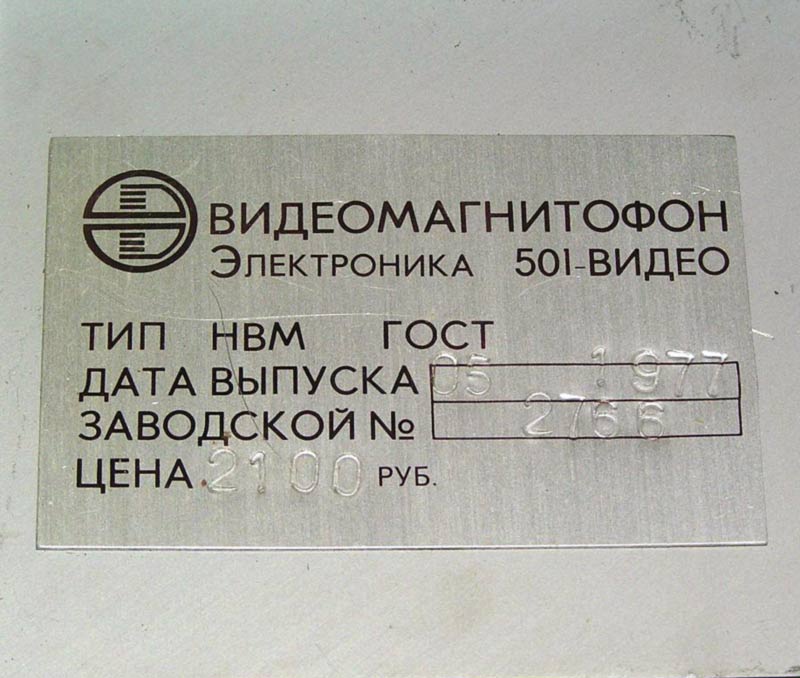 ВИДЕОМАГНИТОФОН
ЭЛЕКТРОНИКА 501-ВИДЕО
ТИП НВМ ГОСТ
ДАТА ВЫПУСКА 05 1977
ЗАВОДСКОЙ № 2766
ЦЕНА 2100 РУБ.